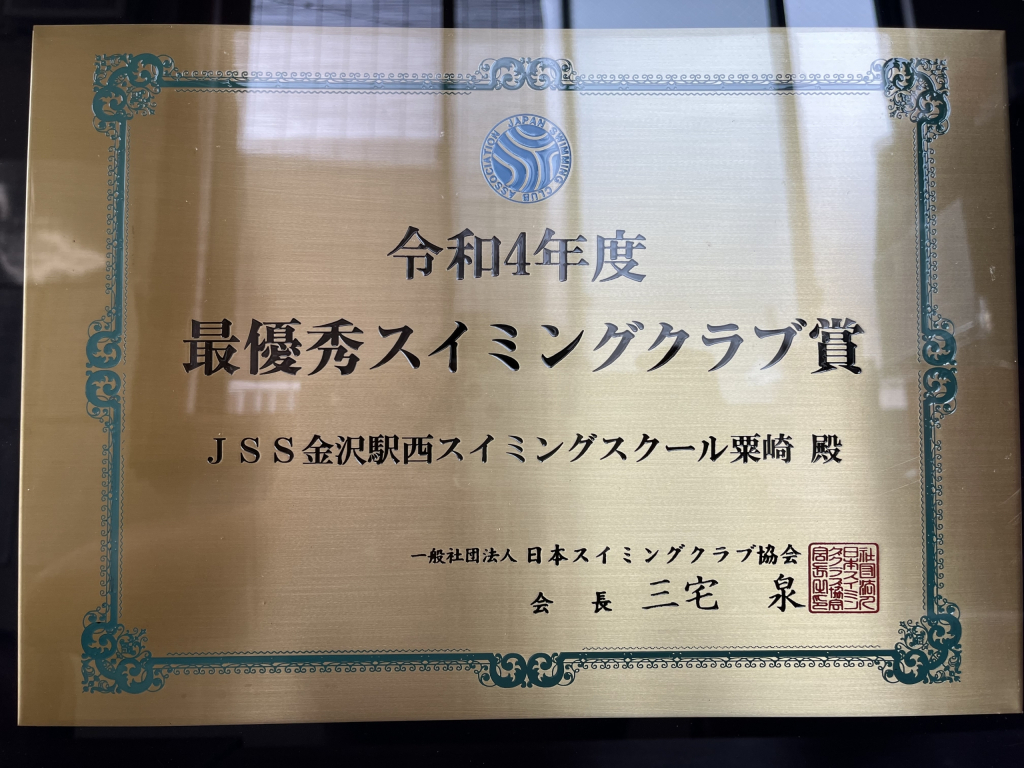 JAPAN SWIMMING CLUB ASSOCIATION
令和4年度
最優秀スイミングクラブ賞
JSS金沢駅西スイミングスクール粟崎 殿
一般社団法人 日本スイミングクラブ協会
会 長 三宅 泉